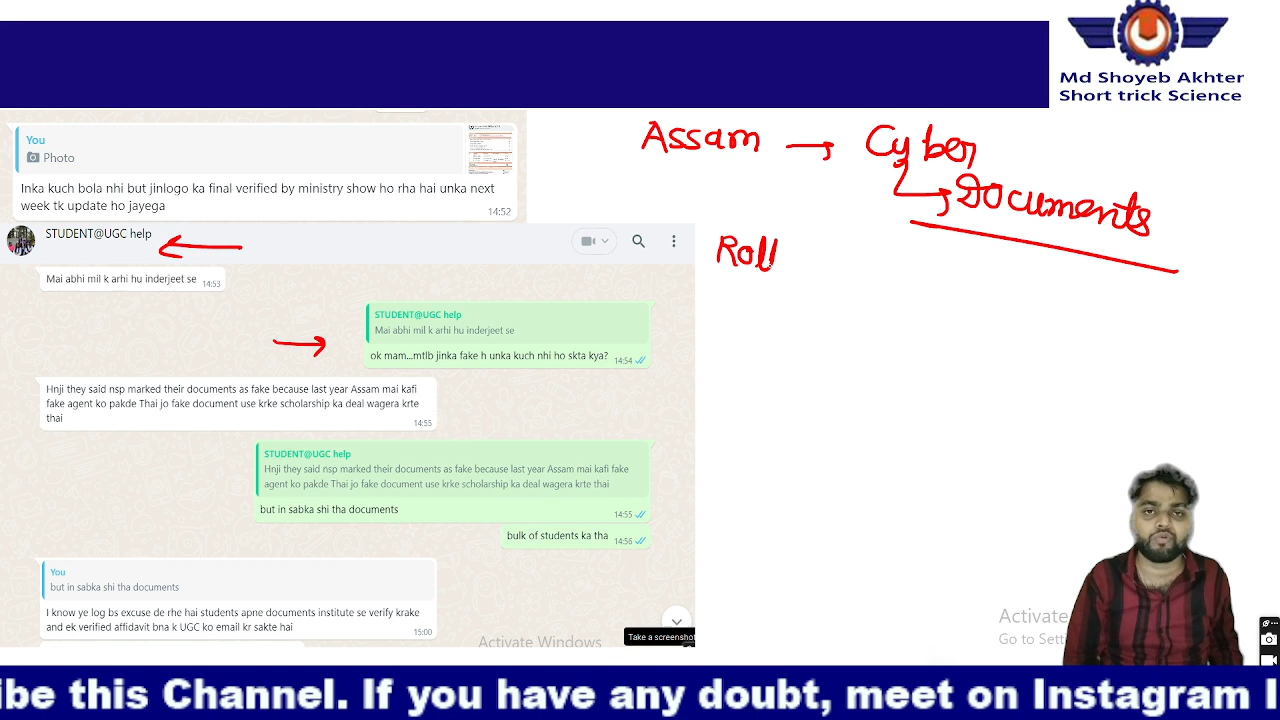 Md Shoyeb Akhter
Short trick Science
You
Photo
Inka kuch bola nhi but jinlogo ka final verified by ministry show ho rha hai unka next
week tk update ho jayega
14:52
Assam → Cyber
Documents
Roll
STUDENT@UGC help
Mai abhi mil k arhi hu inderjeet se
14:53
STUDENT@UGC help
Mai abhi mil k arhi hu inderjeet se
ok mam...mtlb jinka fake h unka kuch nhi ho skta kya?
14:54
Hnji they said nsp marked their documents as fake because last year Assam mai kafi
fake agent ko pakde Thai jo fake document use krke scholarship ka deal wagera krte
thai
14:55
STUDENT@UGC help
Hnji they said nsp marked their documents as fake because last year Assam mai kafi fake
agent ko pakde Thai jo fake document use krke scholarship ka deal wagera krte thai
but in sabka shi tha documents
14:55
bulk of students ka tha
14:56
You
but in sabka shi tha documents
I know ye log bs excuse de rhe hai students apne documents institute se verify krake
and ek verified affidavit bna k UGC ko email kr sakte hai
15:00
Activate Windows
Take a screenshot
Activate
Go to Sett
ibe this Channel. If you have any doubt, meet on Instagram I